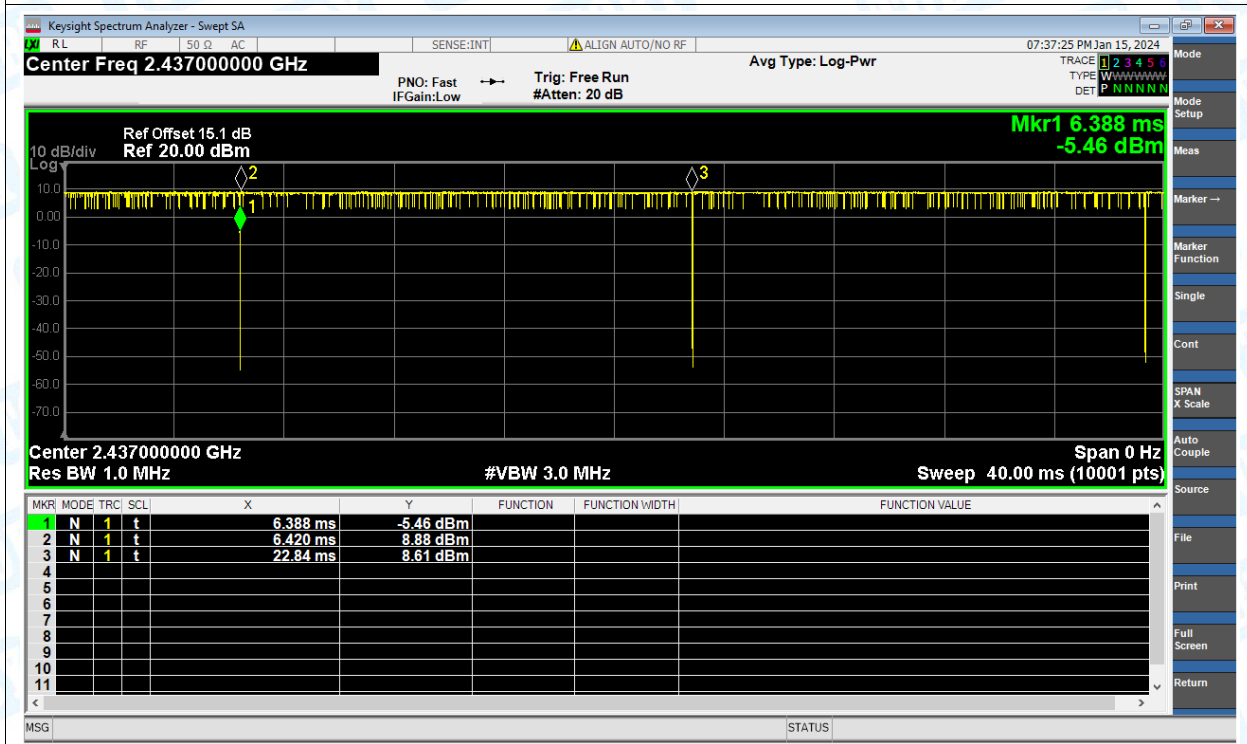 Keysight Spectrum Analyzer - Swept SA
LXI RL RF 50 Ω AC SENSE:INT ALIGN AUTO/NO RF 07:37:25 PM Jan 15, 2024
Center Freq 2.437000000 GHz Avg Type: Log-Pwr TRACE 1 2 3 4 5 6
PNO: Fast Trig: Free Run TYPE WWWWWW
IFGain:Low #Atten: 20 dB DET P N N N N N
Mkr1 6.388 ms
Ref Offset 15.1 dB
10 dB/div Ref 20.00 dBm -5.46 dBm
Log
2
3
10.0
1
0.00
-10.0
-20.0
-30.0
-40.0
-50.0
-60.0
-70.0
Center 2.437000000 GHz Span 0 Hz
Res BW 1.0 MHz #VBW 3.0 MHz Sweep 40.00 ms (10001 pts)
MKR MODE TRC SCL X Y FUNCTION FUNCTION WIDTH FUNCTION VALUE
1 N 1 t 6.388 ms -5.46 dBm
2 N 1 t 6.420 ms 8.88 dBm
3 N 1 t 22.84 ms 8.61 dBm
4
5
6
7
8
9
10
11
MSG STATUS
Mode
Mode
Setup
Meas
Marker→
Marker
Function
Single
Cont
SPAN
X Scale
Auto
Couple
Source
File
Print
Full
Screen
Return